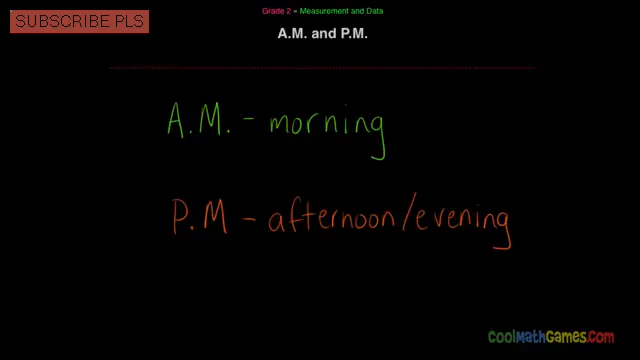 SUBSCRIBE PLS
Grade 2 = Measurement and Data
A.M. and P.M.
A.M. - morning
P.M - afternoon/evening
CoolMathGames.Com